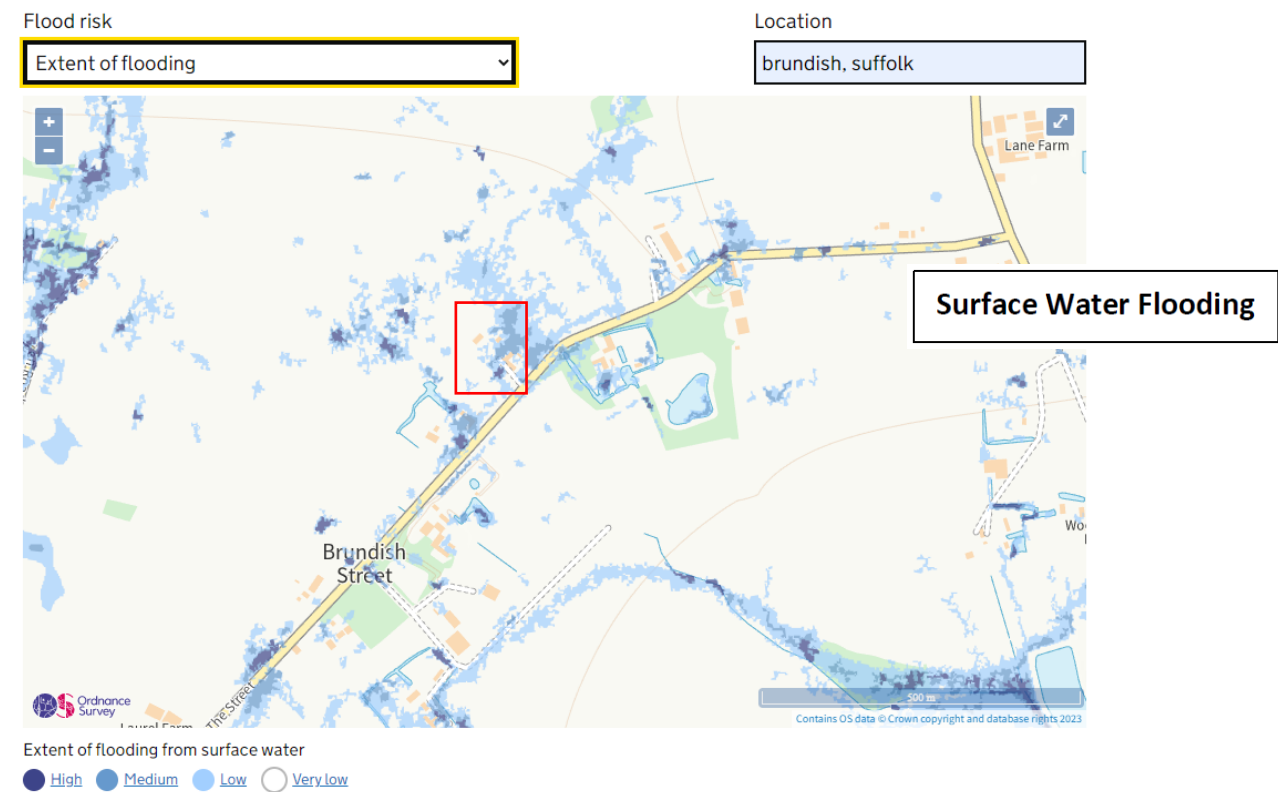 Flood risk
Location
Extent of flooding
brundish, suffolk
+
−
Lane Farm
Surface Water Flooding
Brundish
Street
Ordnance
Survey
The Street
500 m
Contains OS data © Crown copyright and database rights 2023
Extent of flooding from surface water
High
Medium
Low
Very low